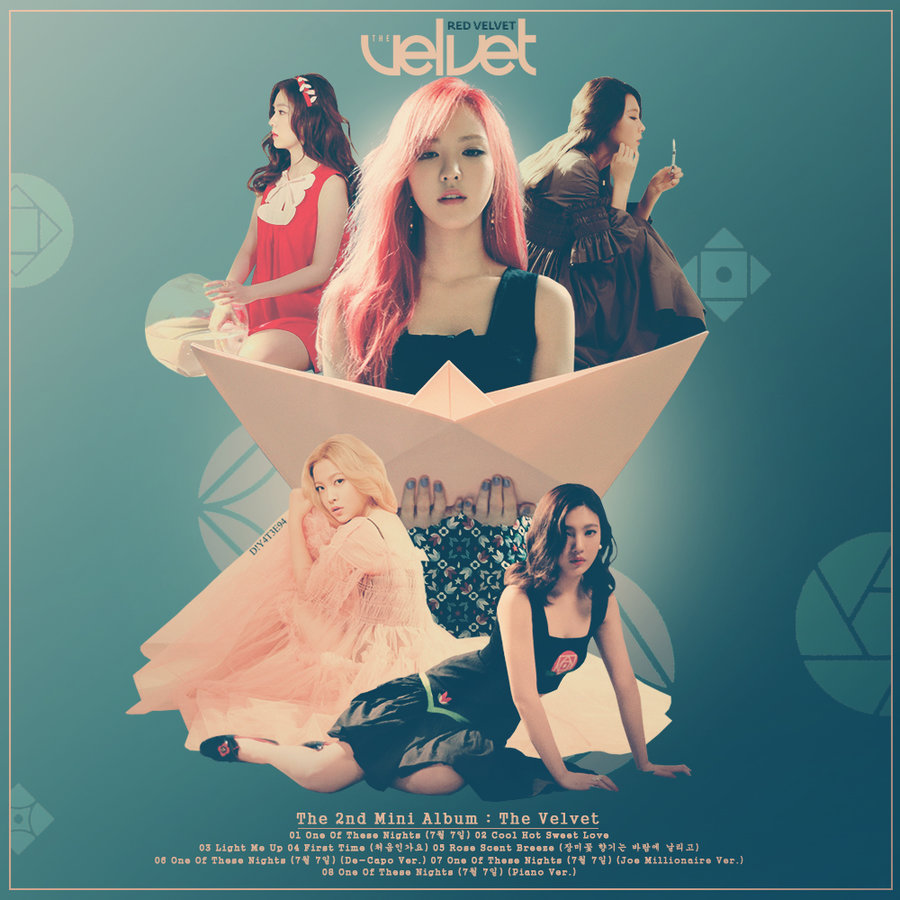 RED VELVET
THE
velvet
D!Y4T3E94
The 2nd Mini Album : The Velvet
01 One Of These Nights (7월 7일) 02 Cool Hot Sweet Love
03 Light Me Up 04 First Time (처음인가요) 05 Rose Scent Breeze (장미꽃 향기는 바람에 날리고)
06 One Of These Nights (7월 7일) (De-Capo Ver.) 07 One Of These Nights (7월 7일) (Joe Millionaire Ver.)
08 One Of These Nights (7월 7일) (Piano Ver.)